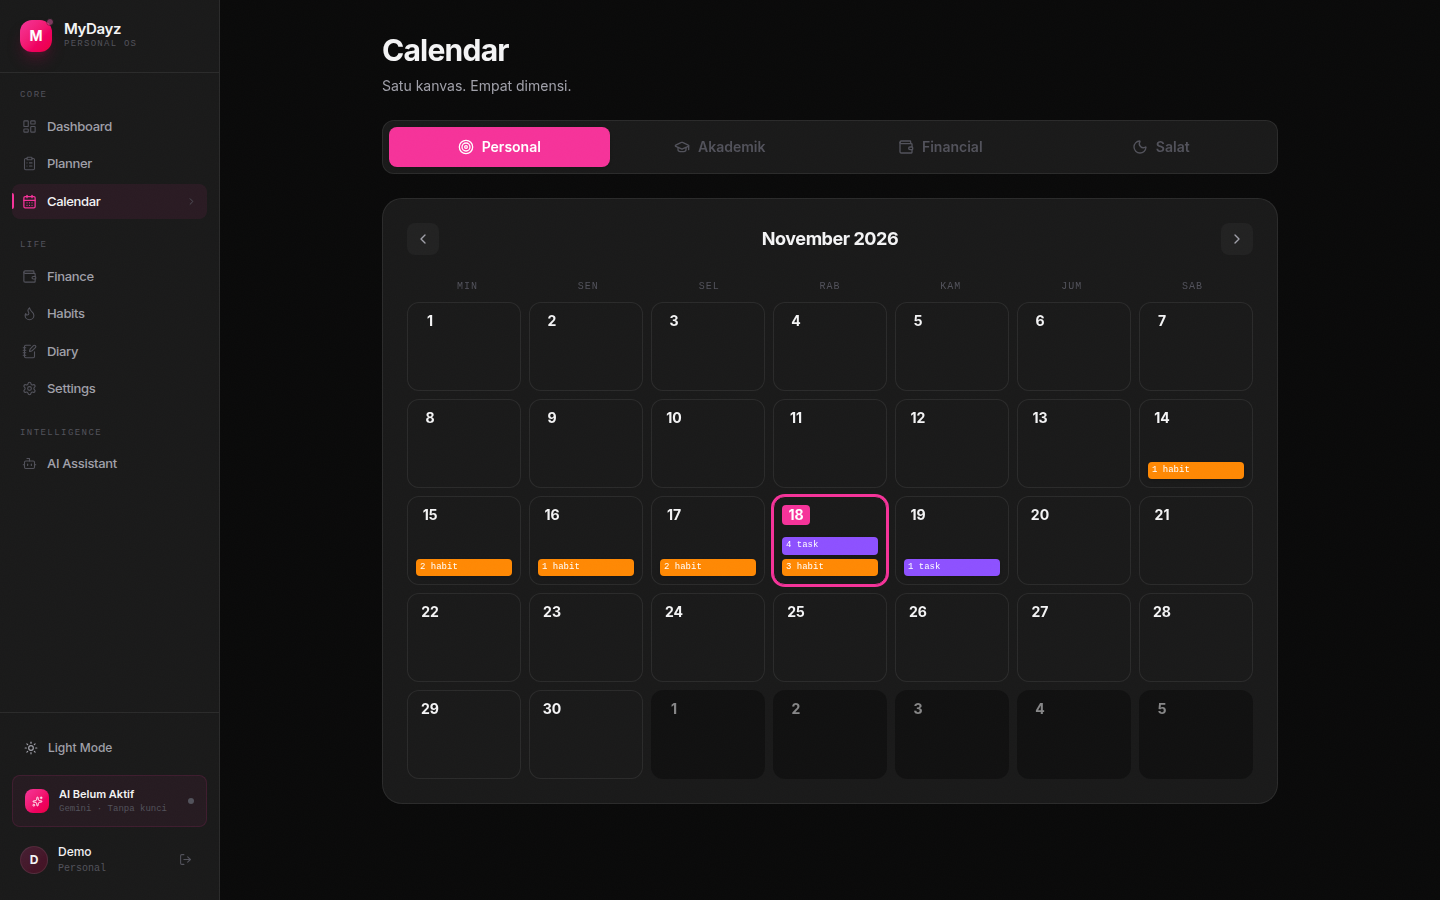 M
MyDayz
PERSONAL OS
CORE
Dashboard
Planner
Calendar
LIFE
Finance
Habits
Diary
Settings
INTELLIGENCE
AI Assistant
Light Mode
AI Belum Aktif
Gemini · Tanpa kunci
D
Demo
Personal
Calendar
Satu kanvas. Empat dimensi.
Personal Akademik Financial Salat
November 2026
MIN SEN SEL RAB KAM JUM SAB
1 2 3 4 5 6 7
8 9 10 11 12 13 14
1 habit
15 16 17 18 19 20 21
4 task
2 habit 1 habit 2 habit 3 habit 1 task
22 23 24 25 26 27 28
29 30 1 2 3 4 5